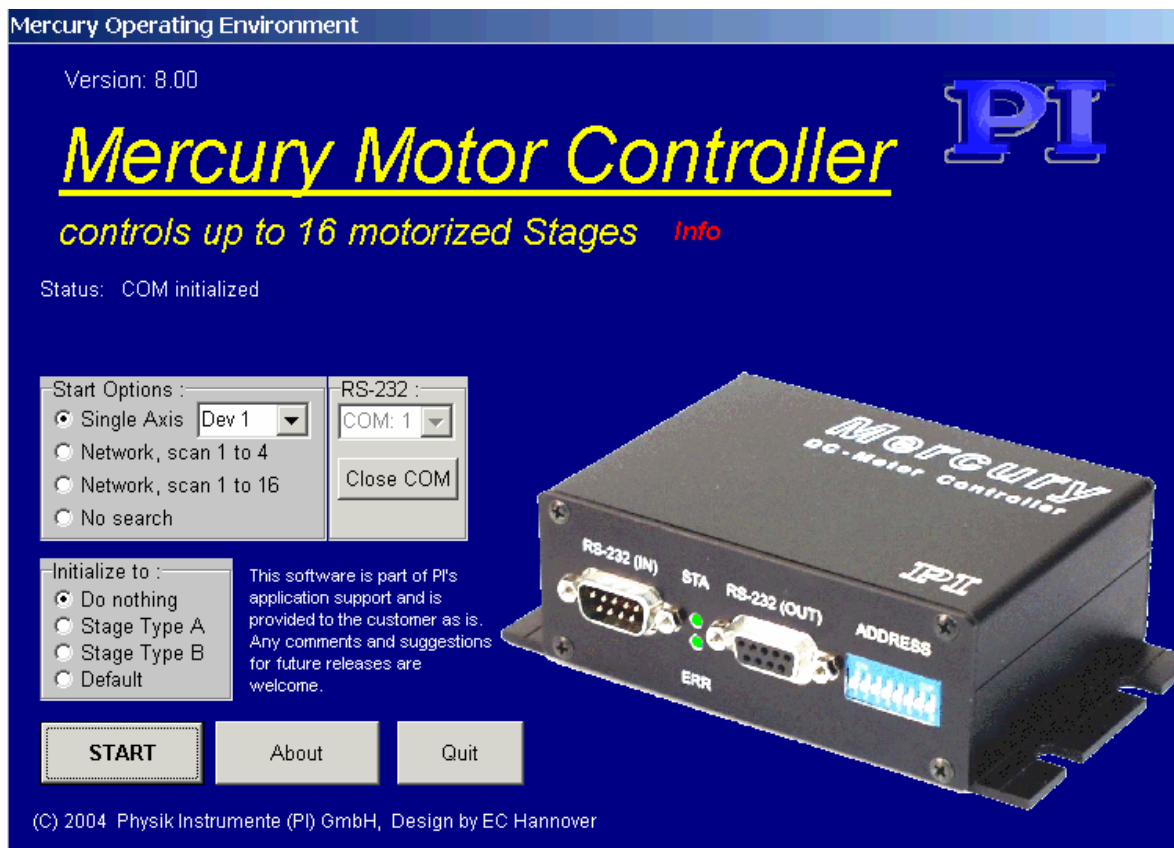 Mercury Operating Environment
Version: 8.00
PI
Mercury Motor Controller
controls up to 16 motorized Stages
Info
Status: COM initialized
Start Options :
Single Axis Dev 1
Network, scan 1 to 4
Network, scan 1 to 16
No search
RS-232 :
COM: 1
Close COM
Initialize to :
Do nothing
Stage Type A
Stage Type B
Default
This software is part of PI's
application support and is
provided to the customer as is.
Any comments and suggestions
for future releases are
welcome.
Mercury
DC-Motor Controller
PI
RS-232 (IN)
STA
RS-232 (OUT)
ADDRESS
ERR
START
About
Quit
(C) 2004 Physik Instrumente (PI) GmbH, Design by EC Hannover